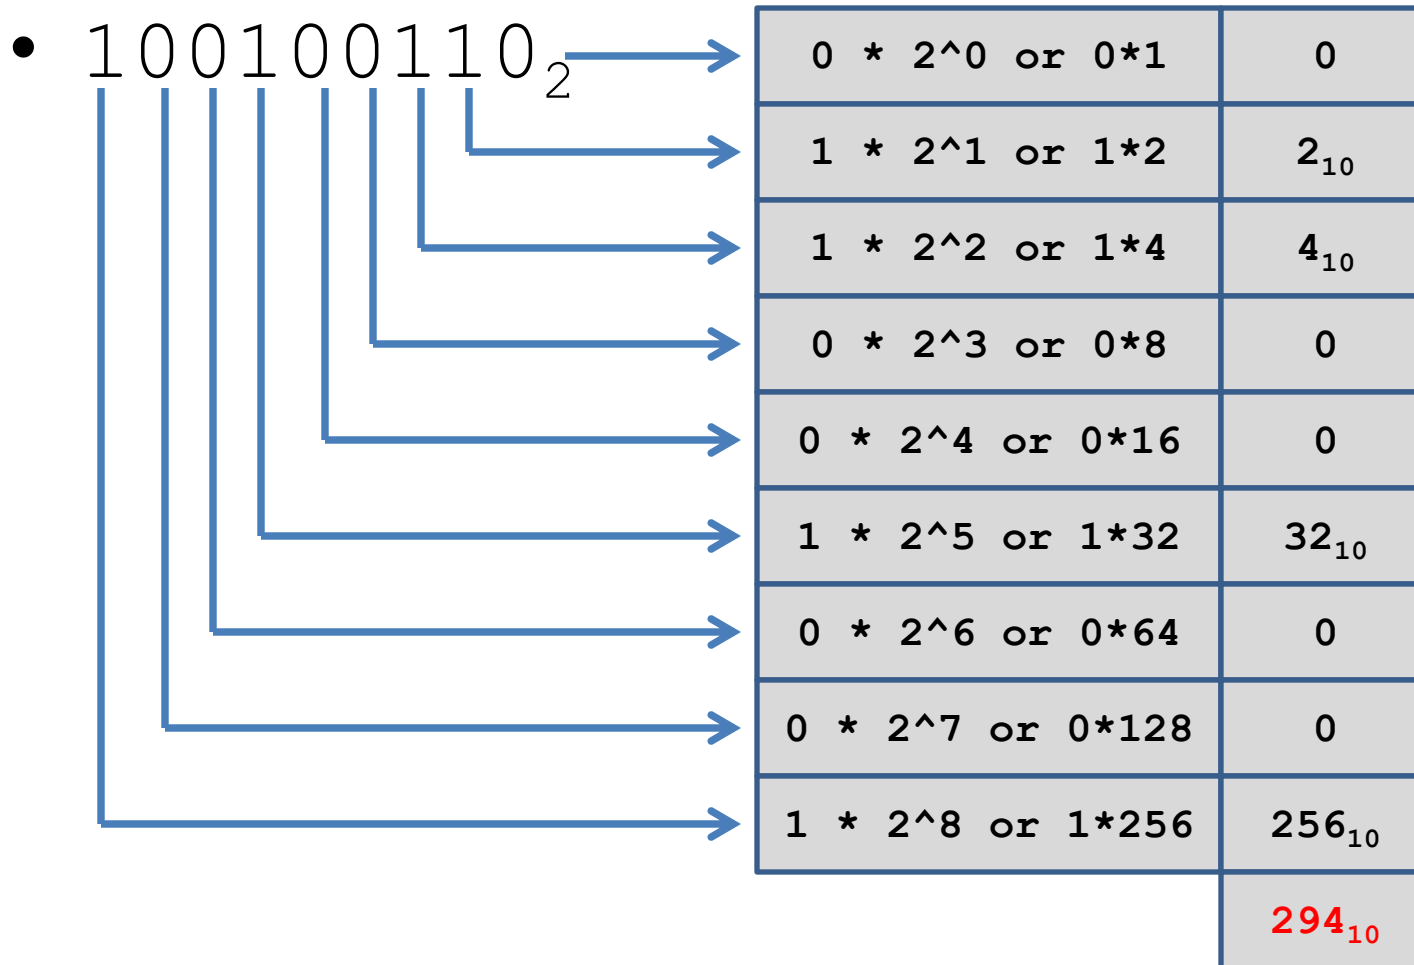 • 100100110₂
0 * 2^0 or 0*1 0
1 * 2^1 or 1*2 2₁₀
1 * 2^2 or 1*4 4₁₀
0 * 2^3 or 0*8 0
0 * 2^4 or 0*16 0
1 * 2^5 or 1*32 32₁₀
0 * 2^6 or 0*64 0
0 * 2^7 or 0*128 0
1 * 2^8 or 1*256 256₁₀
294₁₀